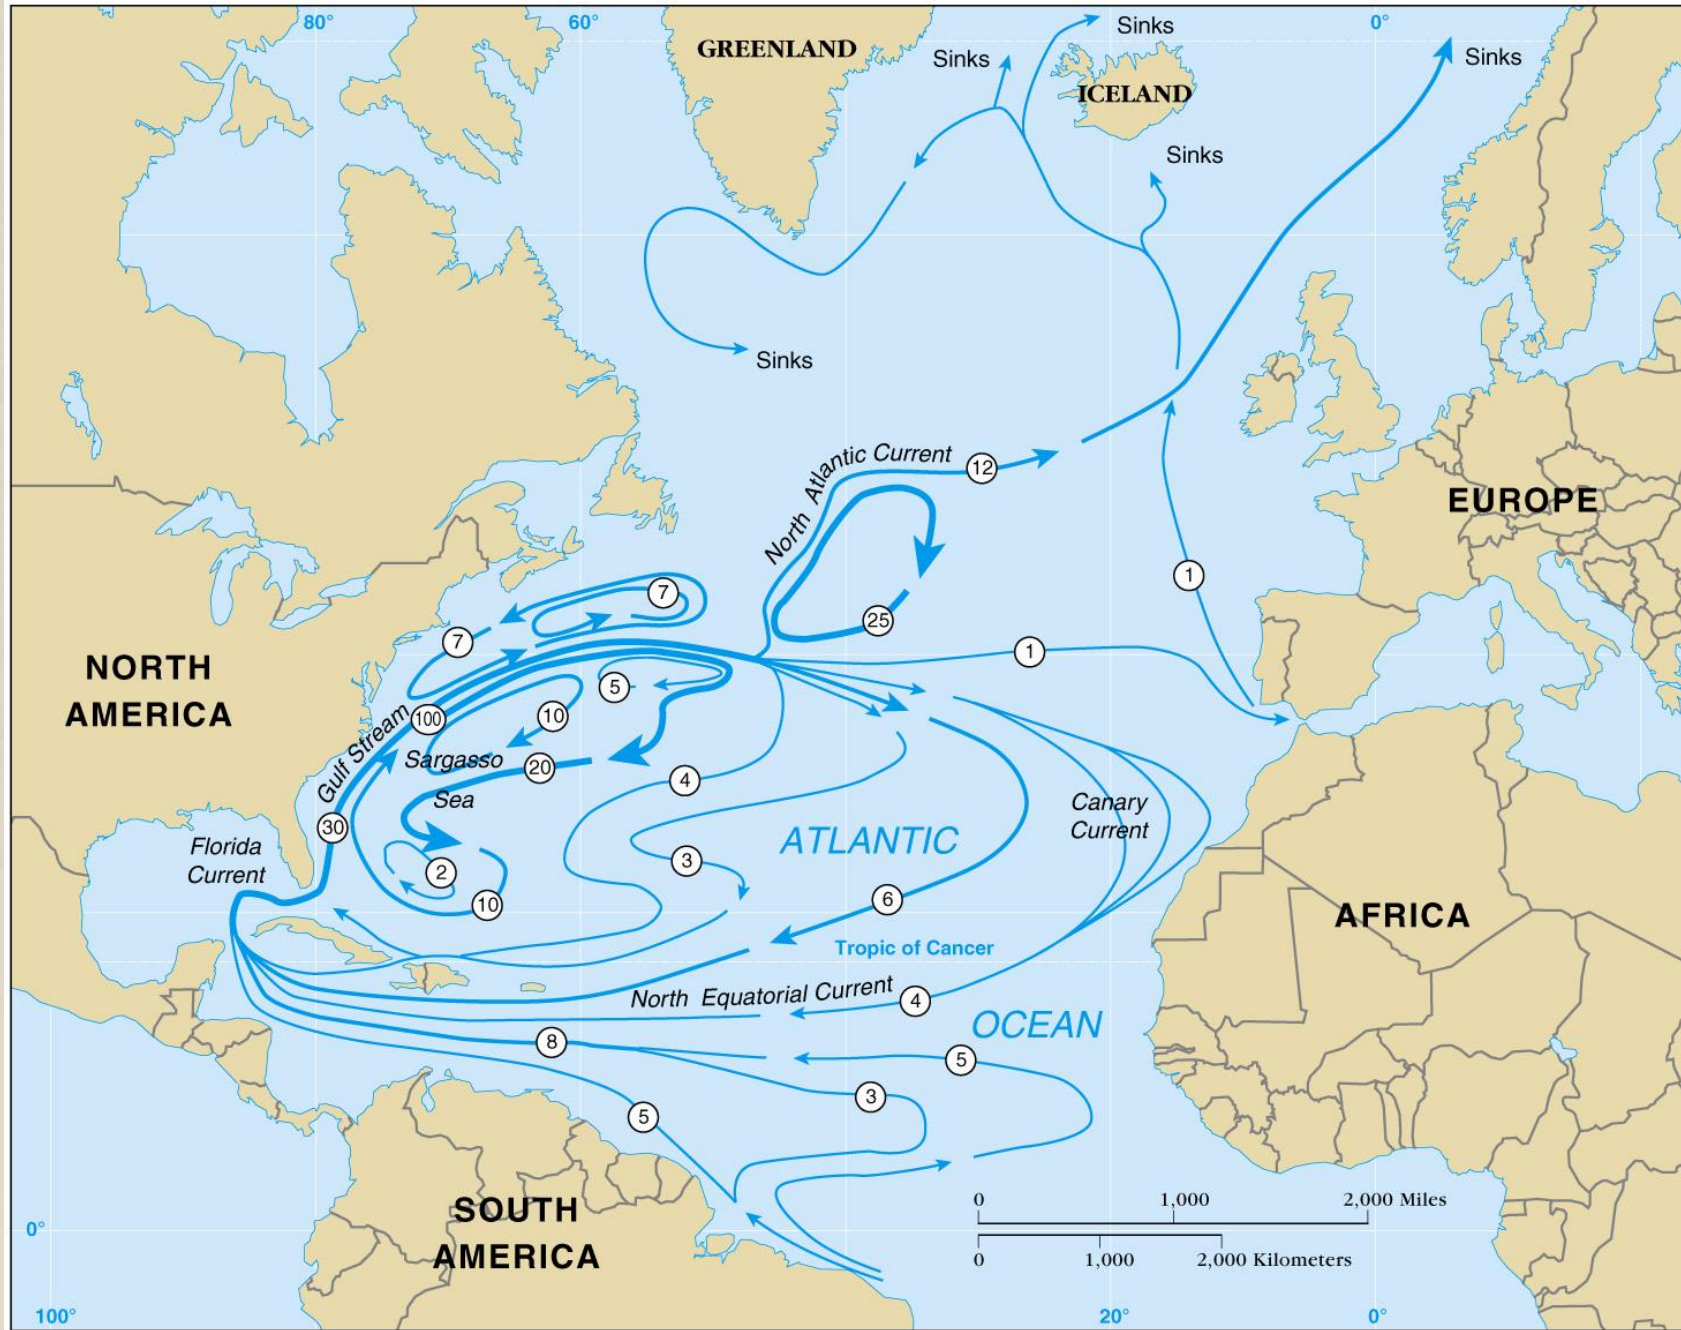 80°
60°
0°
GREENLAND
Sinks
Sinks
Sinks
ICELAND
Sinks
Sinks
North Atlantic Current
12
EUROPE
7
1
25
7
1
NORTH
AMERICA
5
100
10
Gulf Stream
Sargasso
20
4
Sea
Canary
Current
30
ATLANTIC
Florida
Current
3
2
6
10
AFRICA
Tropic of Cancer
North Equatorial Current
4
OCEAN
8
5
3
5
0
1,000
2,000 Miles
SOUTH
AMERICA
0°
0
1,000
2,000 Kilometers
100°
20°
0°